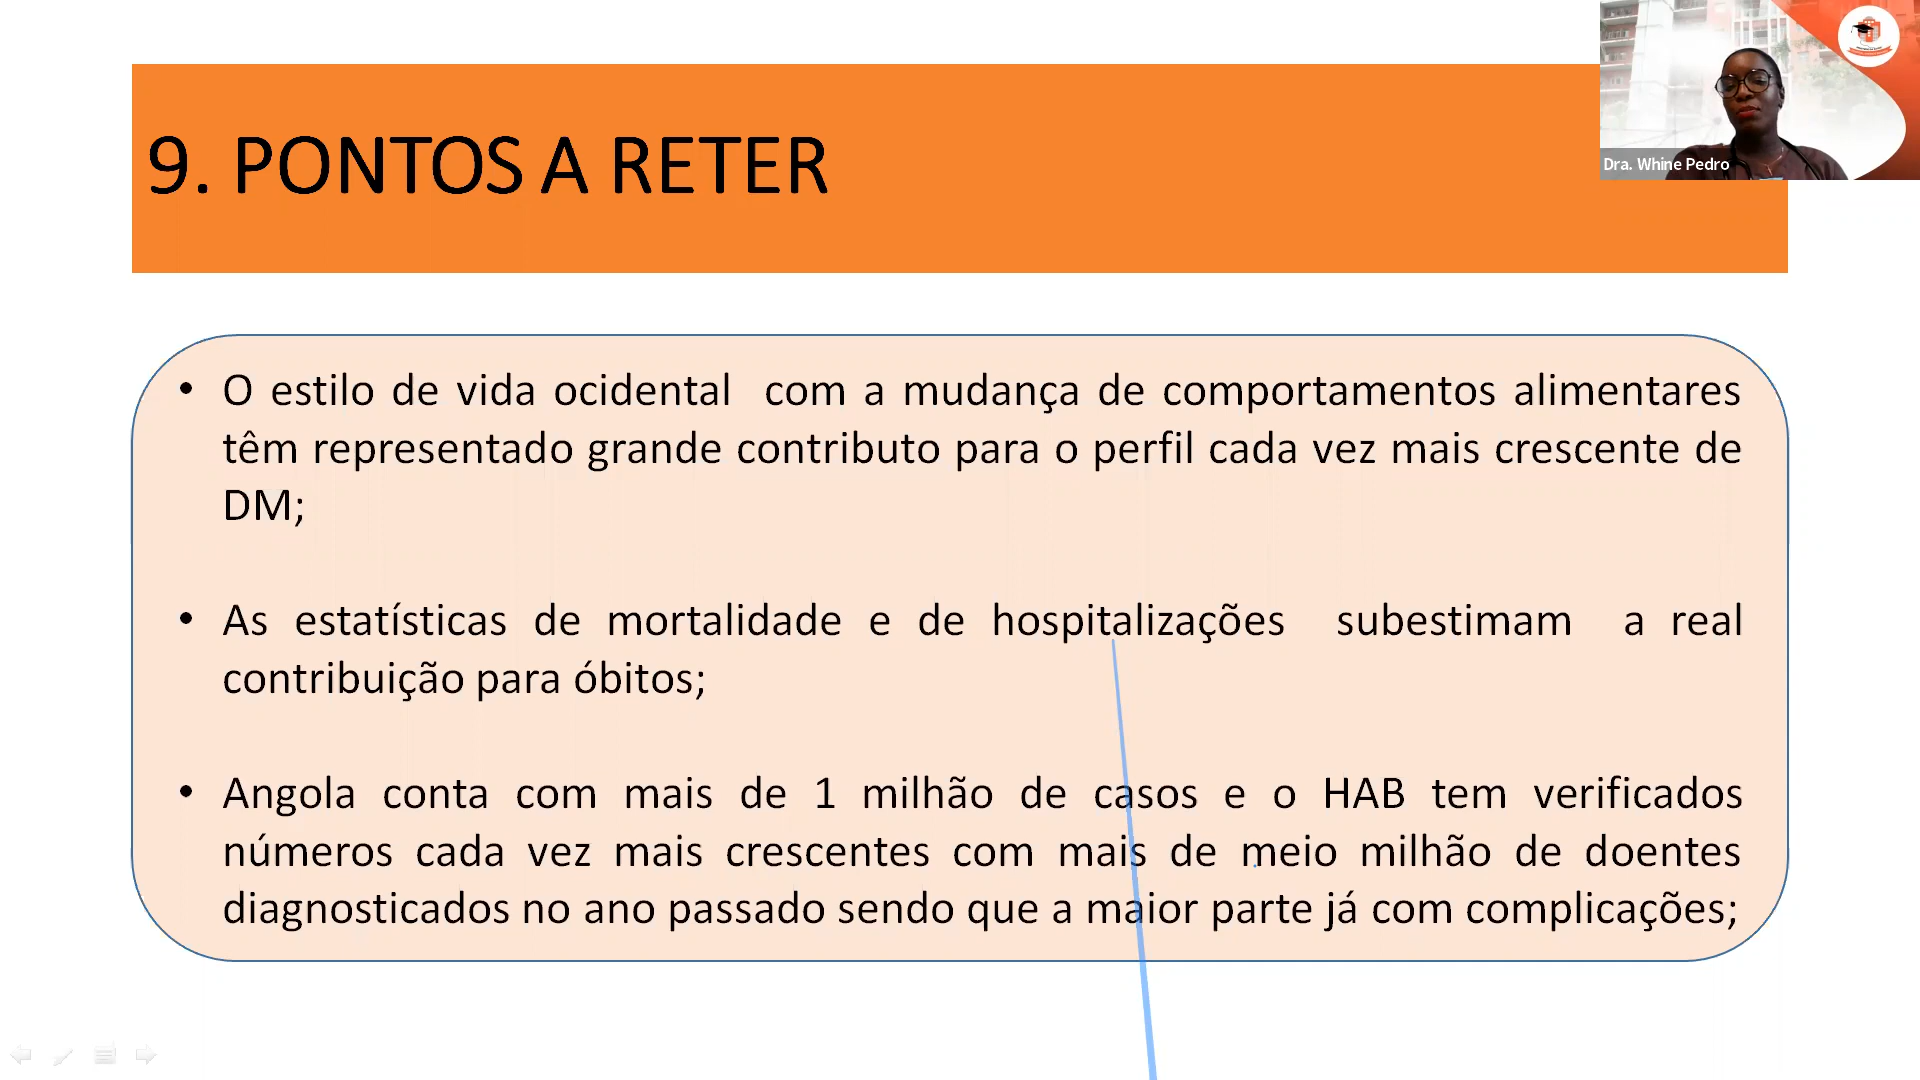 9. PONTOS A RETER
Dra. Whine Pedro
• O estilo de vida ocidental com a mudança de comportamentos alimentares
têm representado grande contributo para o perfil cada vez mais crescente de
DM;
• As estatísticas de mortalidade e de hospitalizações subestimam a real
contribuição para óbitos;
• Angola conta com mais de 1 milhão de casos e o HAB tem verificados
números cada vez mais crescentes com mais de meio milhão de doentes
diagnosticados no ano passado sendo que a maior parte já com complicações;